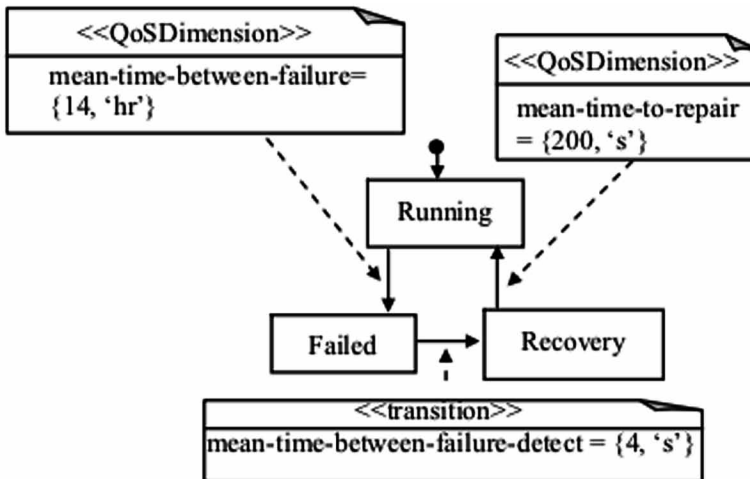 <<QoSDimension>>
mean-time-between-failure=
{14, ‘hr’}
<<QoSDimension>>
mean-time-to-repair
= {200, ‘s’}
Running
Failed
Recovery
<<transition>>
mean-time-between-failure-detect = {4, ‘s’}